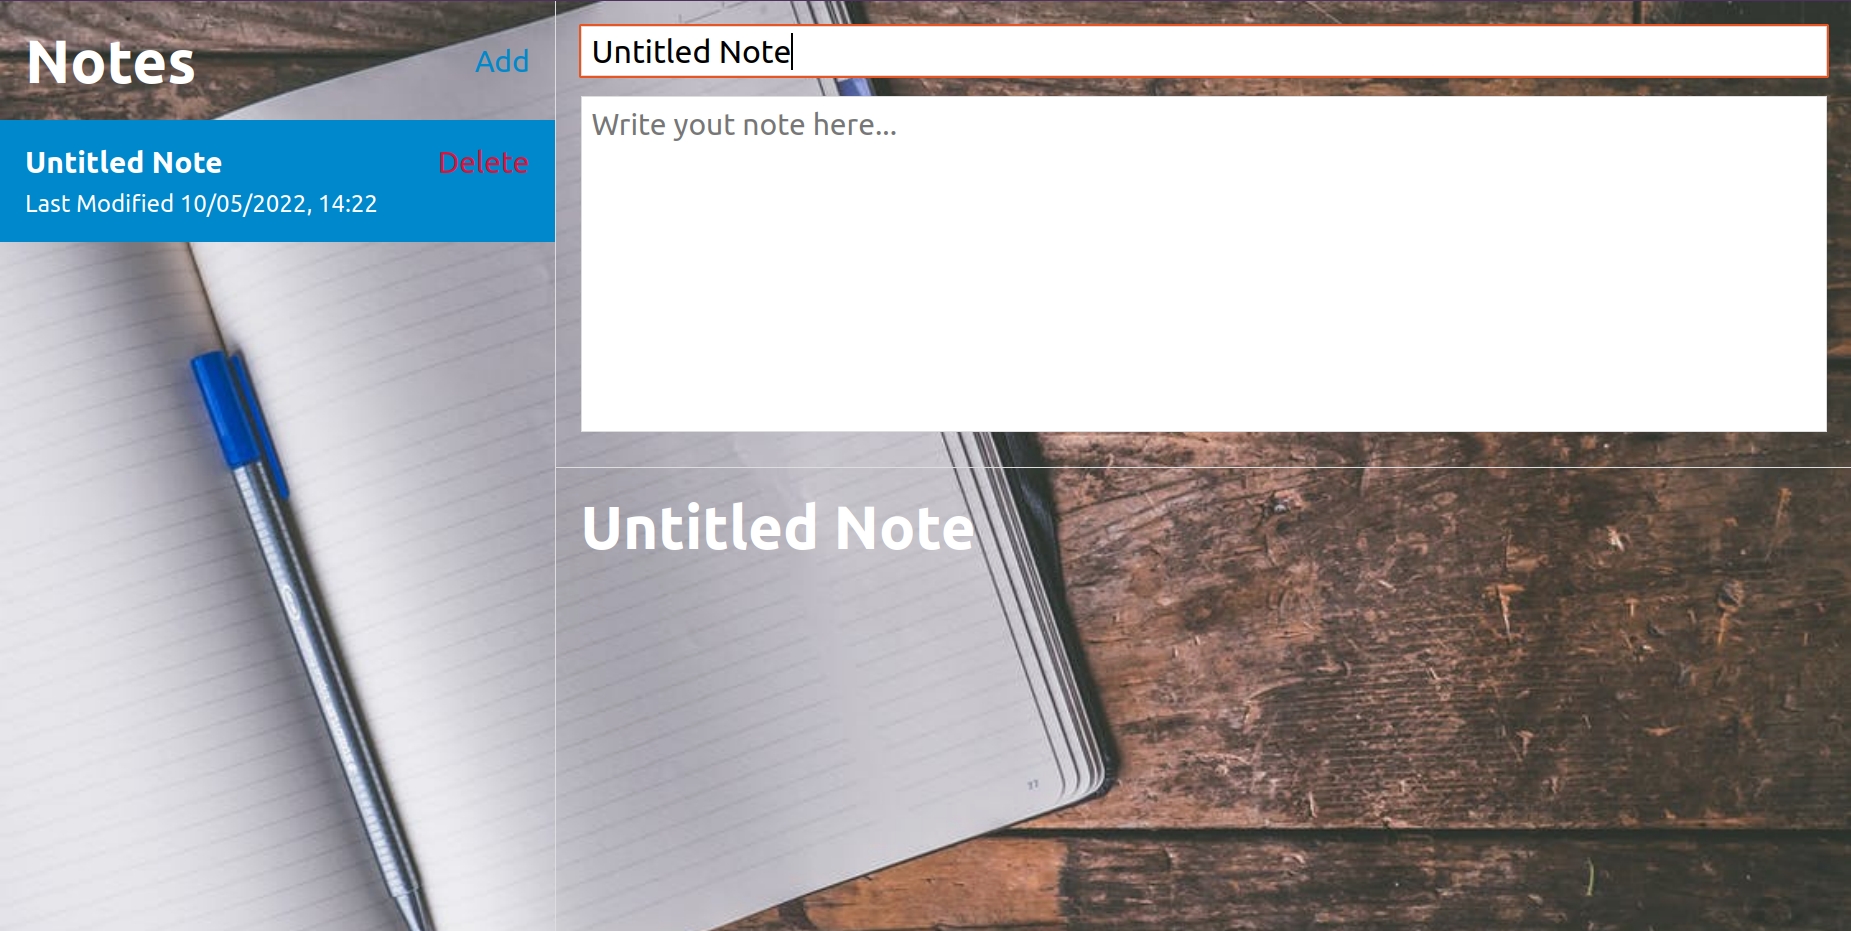 Notes
Add
Untitled Note
Delete
Last Modified 10/05/2022, 14:22
Untitled Note
Write yout note here...
Untitled Note
77